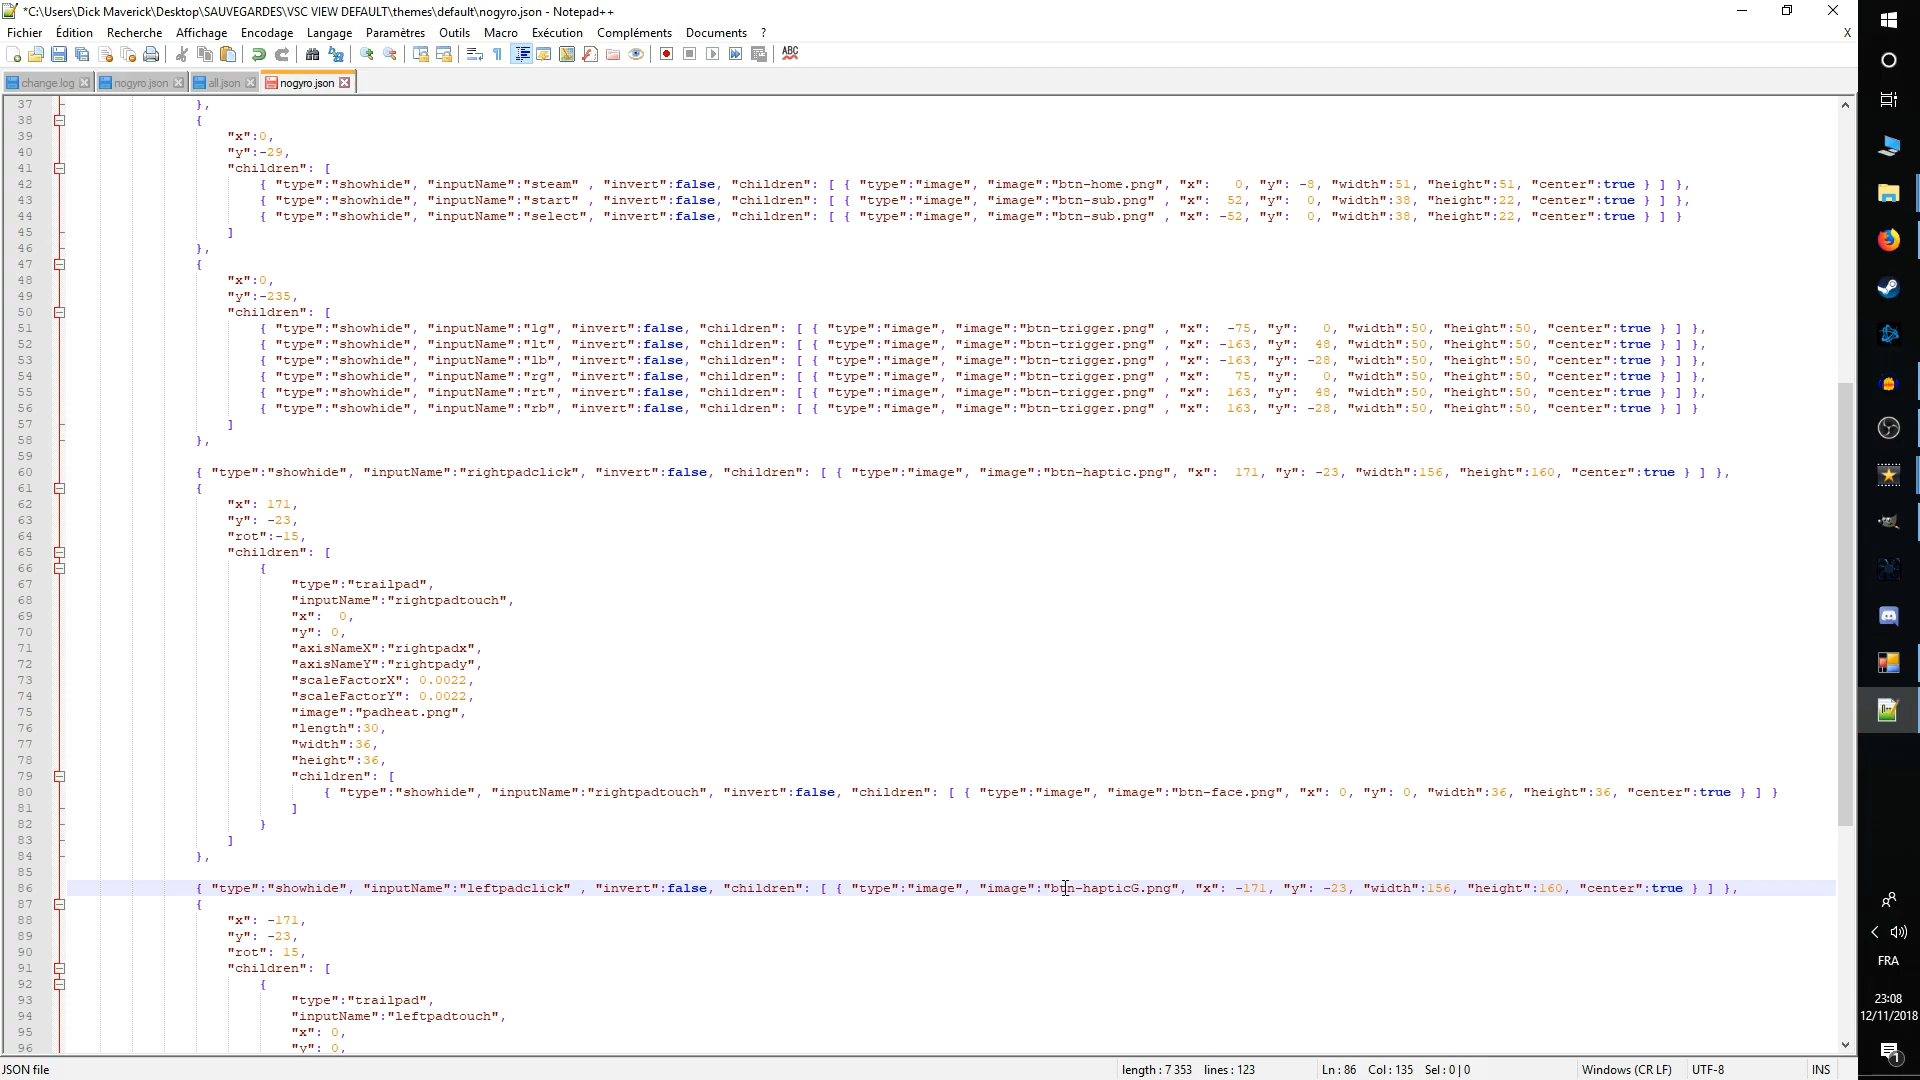 *C:\Users\Dick Maverick\Desktop\SAUVEGARDES\VSC VIEW DEFAULT\themes\default\nogyro.json - Notepad++
Fichier Édition Recherche Affichage Encodage Langage Paramètres Outils Macro Exécution Compléments Documents ? X
change.log nogyro.json all.json nogyro.json
37 },
38 {
39 "x":0,
40 "y":-29,
41 "children": [
42 { "type":"showhide", "inputName":"steam" , "invert":false, "children": [ { "type":"image", "image":"btn-home.png", "x": 0, "y": -8, "width":51, "height":51, "center":true } ] },
43 { "type":"showhide", "inputName":"start" , "invert":false, "children": [ { "type":"image", "image":"btn-sub.png" , "x": 52, "y": 0, "width":38, "height":22, "center":true } ] },
44 { "type":"showhide", "inputName":"select", "invert":false, "children": [ { "type":"image", "image":"btn-sub.png" , "x": -52, "y": 0, "width":38, "height":22, "center":true } ] }
45 ]
46 },
47 {
48 "x":0,
49 "y":-235,
50 "children": [
51 { "type":"showhide", "inputName":"lg", "invert":false, "children": [ { "type":"image", "image":"btn-trigger.png" , "x": -75, "y": 0, "width":50, "height":50, "center":true } ] },
52 { "type":"showhide", "inputName":"lt", "invert":false, "children": [ { "type":"image", "image":"btn-trigger.png" , "x": -163, "y": 48, "width":50, "height":50, "center":true } ] },
53 { "type":"showhide", "inputName":"lb", "invert":false, "children": [ { "type":"image", "image":"btn-trigger.png" , "x": -163, "y": -28, "width":50, "height":50, "center":true } ] },
54 { "type":"showhide", "inputName":"rg", "invert":false, "children": [ { "type":"image", "image":"btn-trigger.png" , "x": 75, "y": 0, "width":50, "height":50, "center":true } ] },
55 { "type":"showhide", "inputName":"rt", "invert":false, "children": [ { "type":"image", "image":"btn-trigger.png" , "x": 163, "y": 48, "width":50, "height":50, "center":true } ] },
56 { "type":"showhide", "inputName":"rb", "invert":false, "children": [ { "type":"image", "image":"btn-trigger.png" , "x": 163, "y": -28, "width":50, "height":50, "center":true } ] }
57 ]
58 },
59
60 { "type":"showhide", "inputName":"rightpadclick", "invert":false, "children": [ { "type":"image", "image":"btn-haptic.png", "x": 171, "y": -23, "width":156, "height":160, "center":true } ] },
61 {
62 "x": 171,
63 "y": -23,
64 "rot":-15,
65 "children": [
66 {
67 "type":"trailpad",
68 "inputName":"rightpadtouch",
69 "x": 0,
70 "y": 0,
71 "axisNameX":"rightpadx",
72 "axisNameY":"rightpady",
73 "scaleFactorX": 0.0022,
74 "scaleFactorY": 0.0022,
75 "image":"padheat.png",
76 "length":30,
77 "width":36,
78 "height":36,
79 "children": [
80 { "type":"showhide", "inputName":"rightpadtouch", "invert":false, "children": [ { "type":"image", "image":"btn-face.png", "x": 0, "y": 0, "width":36, "height":36, "center":true } ] }
81 ]
82 }
83 ]
84 },
85
86 { "type":"showhide", "inputName":"leftpadclick" , "invert":false, "children": [ { "type":"image", "image":"btn-hapticG.png", "x": -171, "y": -23, "width":156, "height":160, "center":true } ] },
87 {
88 "x": -171,
89 "y": -23,
90 "rot": 15,
91 "children": [
92 {
93 "type":"trailpad",
94 "inputName":"leftpadtouch",
95 "x": 0,
96 "y": 0,
JSON file length : 7 353 lines : 123 Ln : 86 Col : 135 Sel : 0 | 0 Windows (CR LF) UTF-8 INS
ABC
FRA
23:08
12/11/2018
1